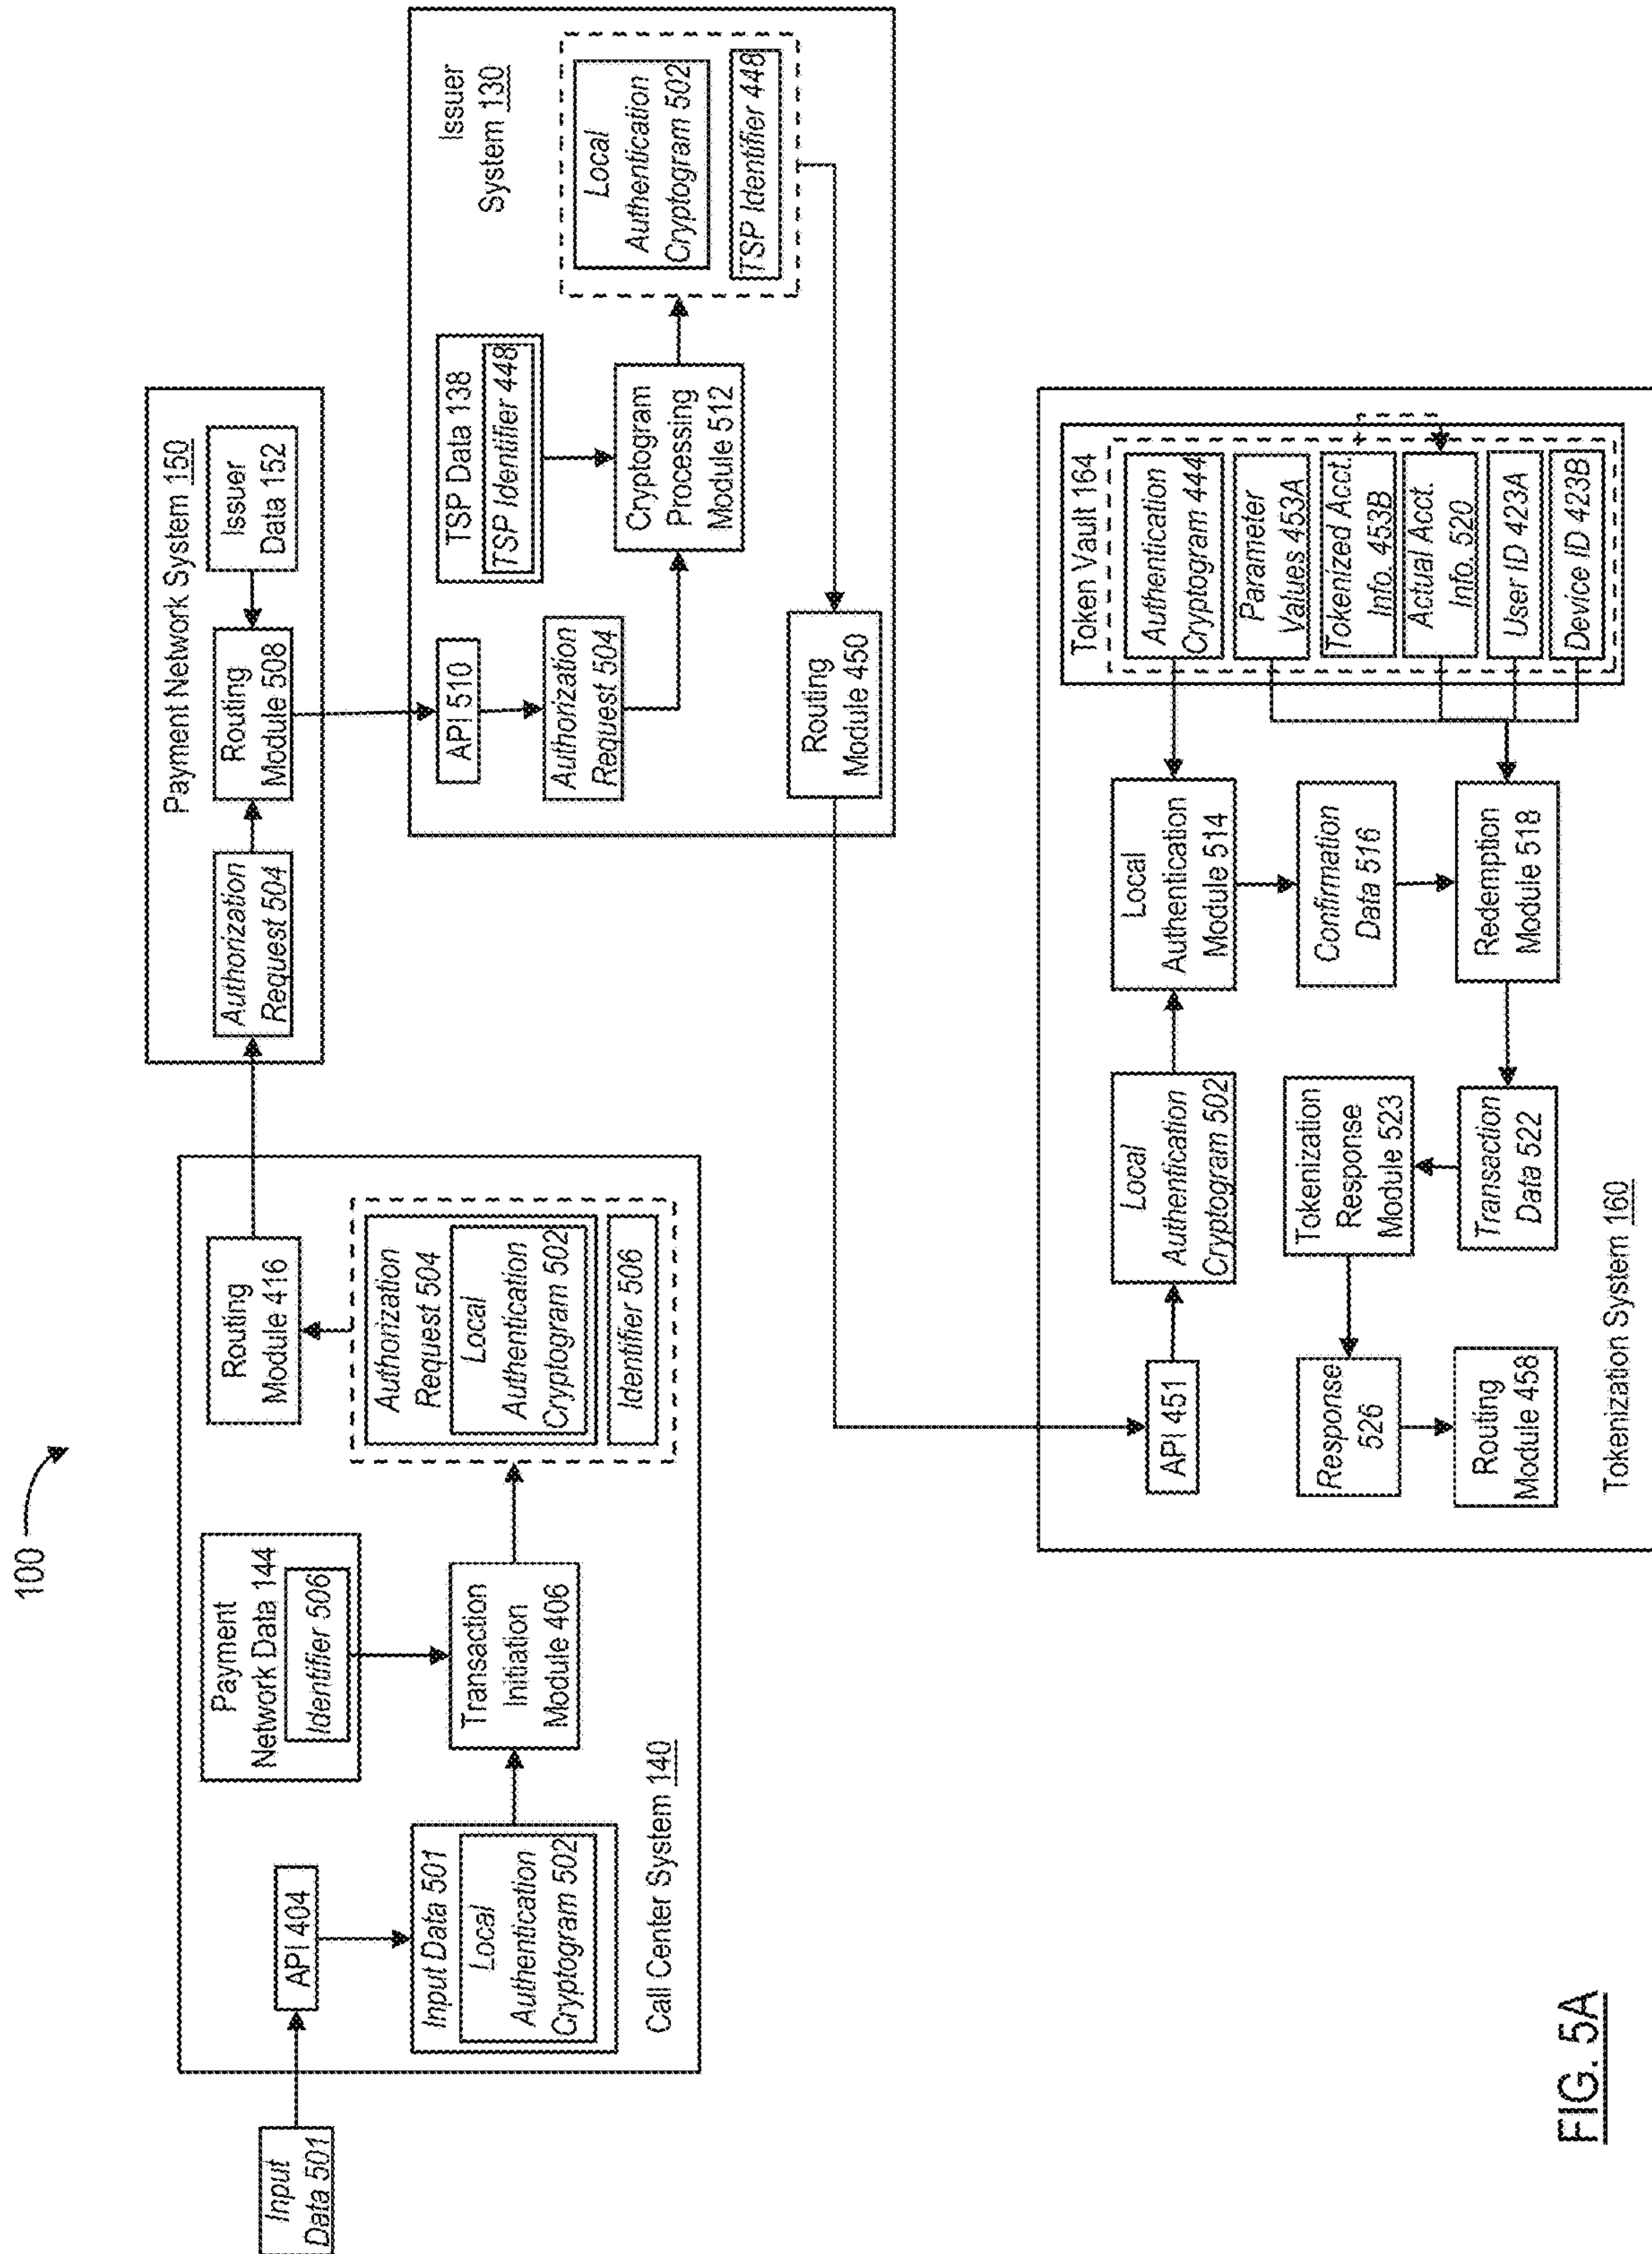 100
Input
Data 501
API 404
Input Data 501
Local
Authentication
Cryptogram 502
Payment
Network Data 144
Identifier 506
Transaction
Initiation
Module 406
Routing
Module 416
Authorization
Request 504
Local
Authentication
Cryptogram 502
Identifier 506
Call Center System 140
Payment Network System 150
Authorization
Request 504
Routing
Module 508
Issuer
Data 152
Issuer
System 130
API 510
Authorization
Request 504
TSP Data 138
TSP Identifier 448
Cryptogram
Processing
Module 512
Local
Authentication
Cryptogram 502
TSP Identifier 448
Routing
Module 450
API 451
Local
Authentication
Cryptogram 502
Local
Authentication
Module 514
Token Vault 164
Authentication
Cryptogram 444
Parameter
Values 453A
Tokenized Acct.
Info. 453B
Actual Acct.
Info. 520
User ID 423A
Device ID 423B
Confirmation
Data 516
Redemption
Module 518
Transaction
Data 522
Tokenization
Response
Module 523
Response
526
Routing
Module 458
Tokenization System 160
FIG. 5A